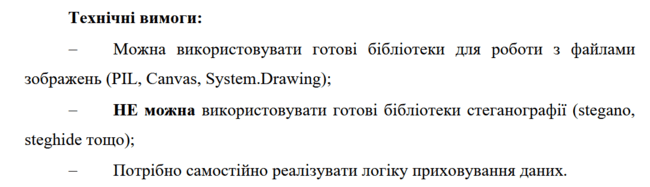 Технічні вимоги:
– Можна використовувати готові бібліотеки для роботи з файлами
зображень (PIL, Canvas, System.Drawing);
– НЕ можна використовувати готові бібліотеки стеганографії (stegano,
steghide тощо);
– Потрібно самостійно реалізувати логіку приховування даних.